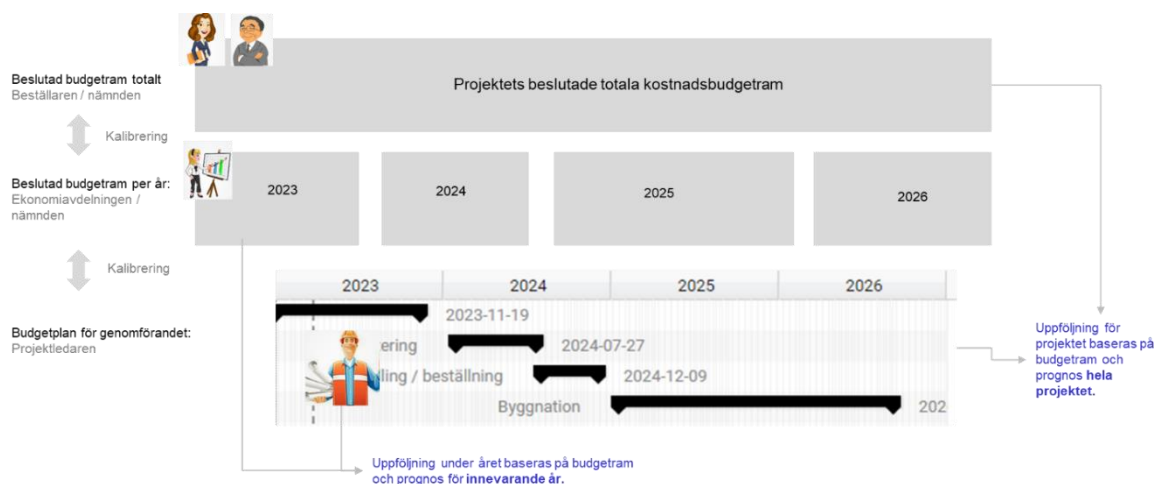 Projektets beslutade totala kostnadsbudgetram
Beslutad budgetram totalt
Beställaren / nämnden
Kalibrering
Beslutad budgetram per år:
Ekonomiavdelningen /
nämnden
2023
2024
2025
2026
Kalibrering
2023
2024
2025
2026
2023-11-19
Budgetplan för genomförandet:
Projektledaren
ering
2024-07-27
ling / beställning
2024-12-09
Byggnation
202
Uppföljning för
projektet baseras på
budgetram och
prognos hela
projektet.
Uppföljning under året baseras på budgetram
och prognos för innevarande år.